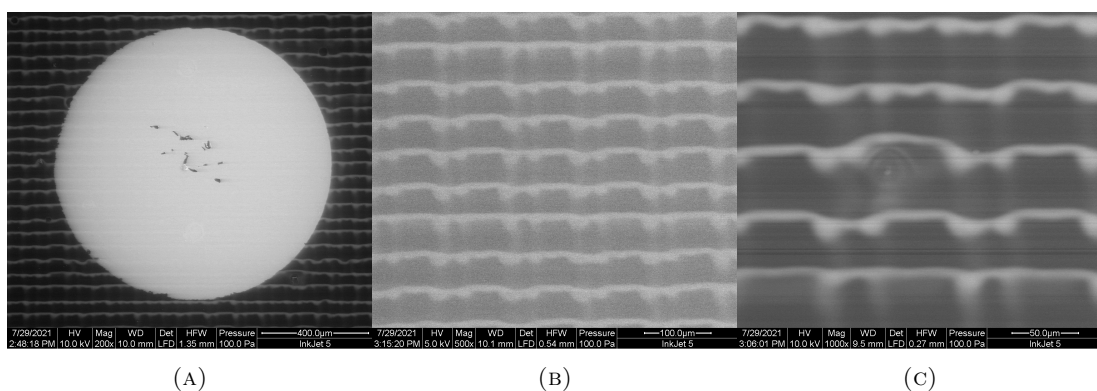 7/29/2021 HV Mag WD Det HFW Pressure 400.0µm
2:48:18 PM 10.0 kV 200x 10.0 mm LFD 1.35 mm 100.0 Pa InkJet 5
7/29/2021 HV Mag WD Det HFW Pressure 100.0µm
3:15:20 PM 5.0 kV 500x 10.1 mm LFD 0.54 mm 100.0 Pa InkJet 5
7/29/2021 HV Mag WD Det HFW Pressure 50.0µm
3:06:01 PM 10.0 kV 1000x 9.5 mm LFD 0.27 mm 100.0 Pa InkJet 5
(A)
(B)
(C)